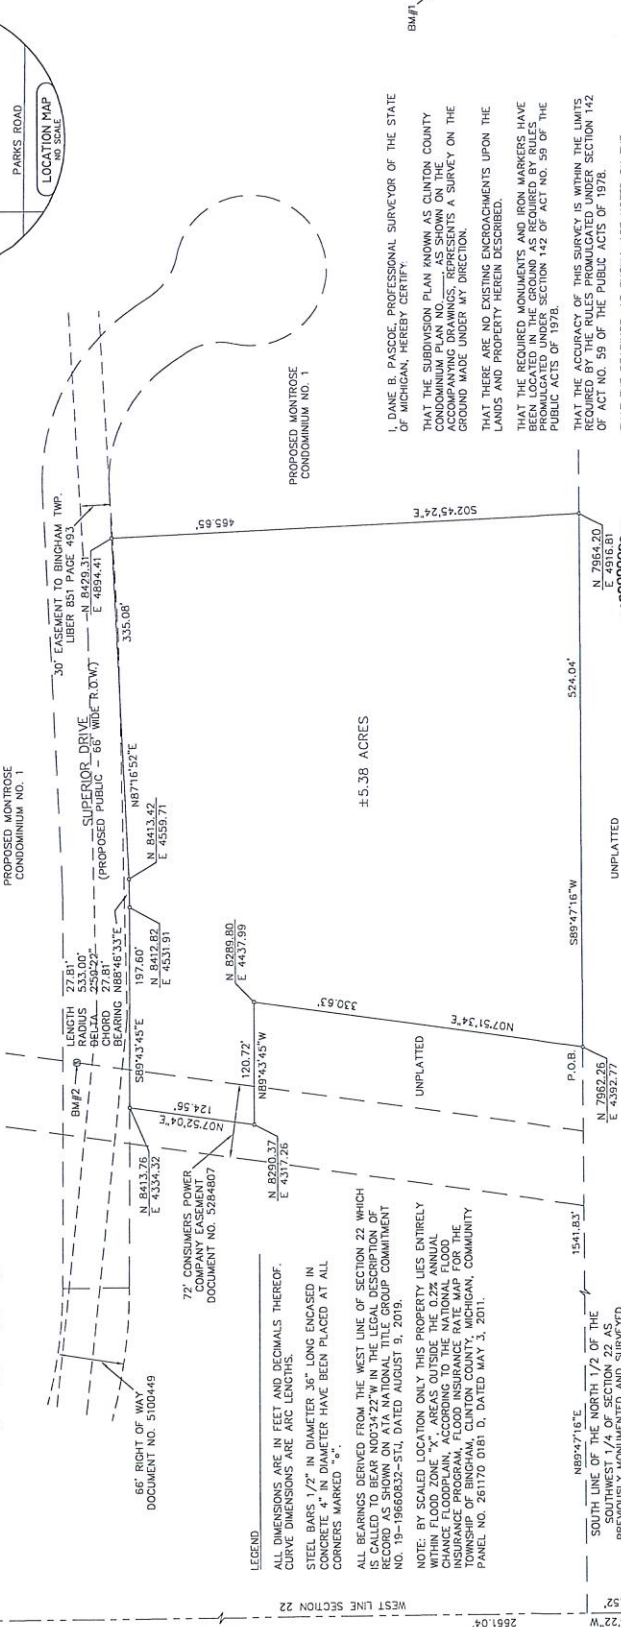 PARKS ROAD
LOCATION MAP
NO SCALE
BM#1
PROPOSED MONTROSE
CONDOMINIUM NO. 1
30' EASEMENT TO BINGHAM TWP.
LIBER 851 PAGE 493
N 8429.31
E 4894.41
SUPERIOR DRIVE
(PROPOSED PUBLIC - 66' WIDE R.O.W.)
335.08'
N87°16'52"E
N 8413.42
E 4559.71
LENGTH 27.81'
RADIUS 533.00'
DELTA 2°59'22"
CHORD 27.81'
BEARING N88°46'33"E
197.60'
S89°43'45"E
N 8412.82
E 4531.91
BM#2
N 8413.76
E 4334.32
N07°52'04"E
124.56'
120.72'
N89°43'45"W
N 8289.80
E 4437.99
N 8290.37
E 4317.26
72' CONSUMERS POWER
COMPANY EASEMENT
DOCUMENT NO. 5284807
66' RIGHT OF WAY
DOCUMENT NO. 5100449
PROPOSED MONTROSE
CONDOMINIUM NO. 1
465.65'
S02°45'24"E
±5.38 ACRES
330.63'
N07°51'34"E
UNPLATTED
P.O.B.
N 7962.26
E 4392.77
S89°47'16"W
524.04'
N 7964.20
E 4916.81
UNPLATTED
1541.83'
N89°47'16"E
SOUTH LINE OF THE NORTH 1/2 OF THE
SOUTHWEST 1/4 OF SECTION 22 AS
PREVIOUSLY MONUMENTED AND SURVEYED
WEST LINE SECTION 22
2661.04'
LEGEND
ALL DIMENSIONS ARE IN FEET AND DECIMALS THEREOF.
CURVE DIMENSIONS ARE ARC LENGTHS.
STEEL BARS 1/2" IN DIAMETER 36" LONG ENCASED IN
CONCRETE 4" IN DIAMETER HAVE BEEN PLACED AT ALL
CORNERS MARKED "o".
ALL BEARINGS DERIVED FROM THE WEST LINE OF SECTION 22 WHICH
IS CALLED TO BEAR N00°34'22"W IN THE LEGAL DESCRIPTION OF
RECORD AS SHOWN ON ATA NATIONAL TITLE GROUP COMMITMENT
NO. 19-19660832-STJ, DATED AUGUST 9, 2019.
NOTE: BY SCALED LOCATION ONLY THIS PROPERTY LIES ENTIRELY
WITHIN FLOOD ZONE "X", AREAS OUTSIDE THE 0.2% ANNUAL
CHANCE FLOODPLAIN, ACCORDING TO THE NATIONAL FLOOD
INSURANCE PROGRAM, FLOOD INSURANCE RATE MAP FOR THE
TOWNSHIP OF BINGHAM, CLINTON COUNTY, MICHIGAN, COMMUNITY
PANEL NO. 261170 0181 D, DATED MAY 3, 2011.
I, DANE B. PASCOE, PROFESSIONAL SURVEYOR OF THE STATE
OF MICHIGAN, HEREBY CERTIFY:
THAT THE SUBDIVISION PLAN KNOWN AS CLINTON COUNTY
CONDOMINIUM PLAN NO.____, AS SHOWN ON THE
ACCOMPANYING DRAWINGS, REPRESENTS A SURVEY ON THE
GROUND MADE UNDER MY DIRECTION.
THAT THERE ARE NO EXISTING ENCROACHMENTS UPON THE
LANDS AND PROPERTY HEREIN DESCRIBED.
THAT THE REQUIRED MONUMENTS AND IRON MARKERS HAVE
BEEN LOCATED IN THE GROUND AS REQUIRED BY RULES
PROMULGATED UNDER SECTION 142 OF ACT NO. 59 OF THE
PUBLIC ACTS OF 1978.
THAT THE ACCURACY OF THIS SURVEY IS WITHIN THE LIMITS
REQUIRED BY THE RULES PROMULGATED UNDER SECTION 142
OF ACT NO. 59 OF THE PUBLIC ACTS OF 1978.